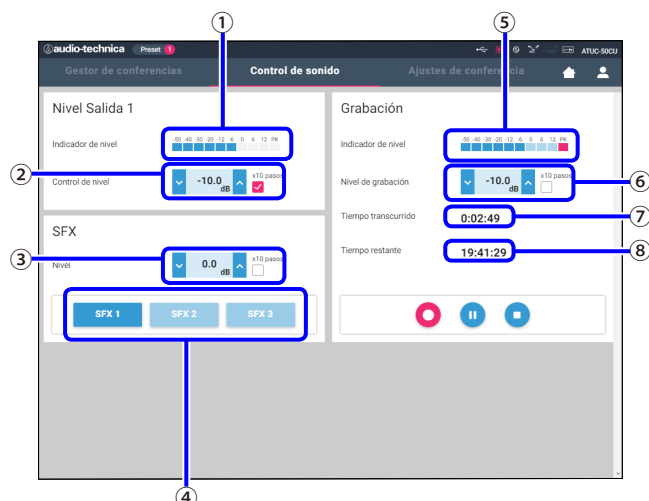 ① ⑤
audio-technica Preset 1 ATUC-50CU
Gestor de conferencias Control de sonido Ajustes de conferencia
Nivel Salida 1
Indicador de nivel -50 -40 -30 -20 -12 -6 0 6 12 PK
② Control de nivel -10.0 dB x10 pasos
SFX
③ Nivel 0.0 dB x10 pasos
SFX 1 SFX 2 SFX 3
④
Grabación
Indicador de nivel -50 -40 -30 -20 -12 -6 0 6 12 PK
Nivel de grabación -10.0 dB x10 pasos ⑥
Tiempo transcurrido 0:02:49 ⑦
Tiempo restante 19:41:29 ⑧